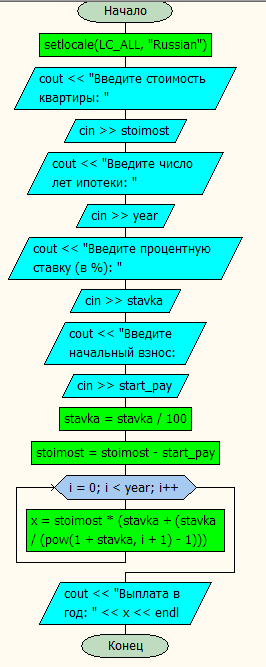 Начало
setlocale(LC_ALL, "Russian")
cout << "Введите стоимость
квартиры: "
cin >> stoimost
cout << "Введите число
лет ипотеки: "
cin >> year
cout << "Введите процентную
ставку (в %): "
cin >> stavka
cout << "Введите
начальный взнос:
cin >> start_pay
stavka = stavka / 100
stoimost = stoimost - start_pay
i = 0; i < year; i++
x = stoimost * (stavka + (stavka
/ (pow(1 + stavka, i + 1) - 1)))
cout << "Выплата в
год: " << x << endl
Конец